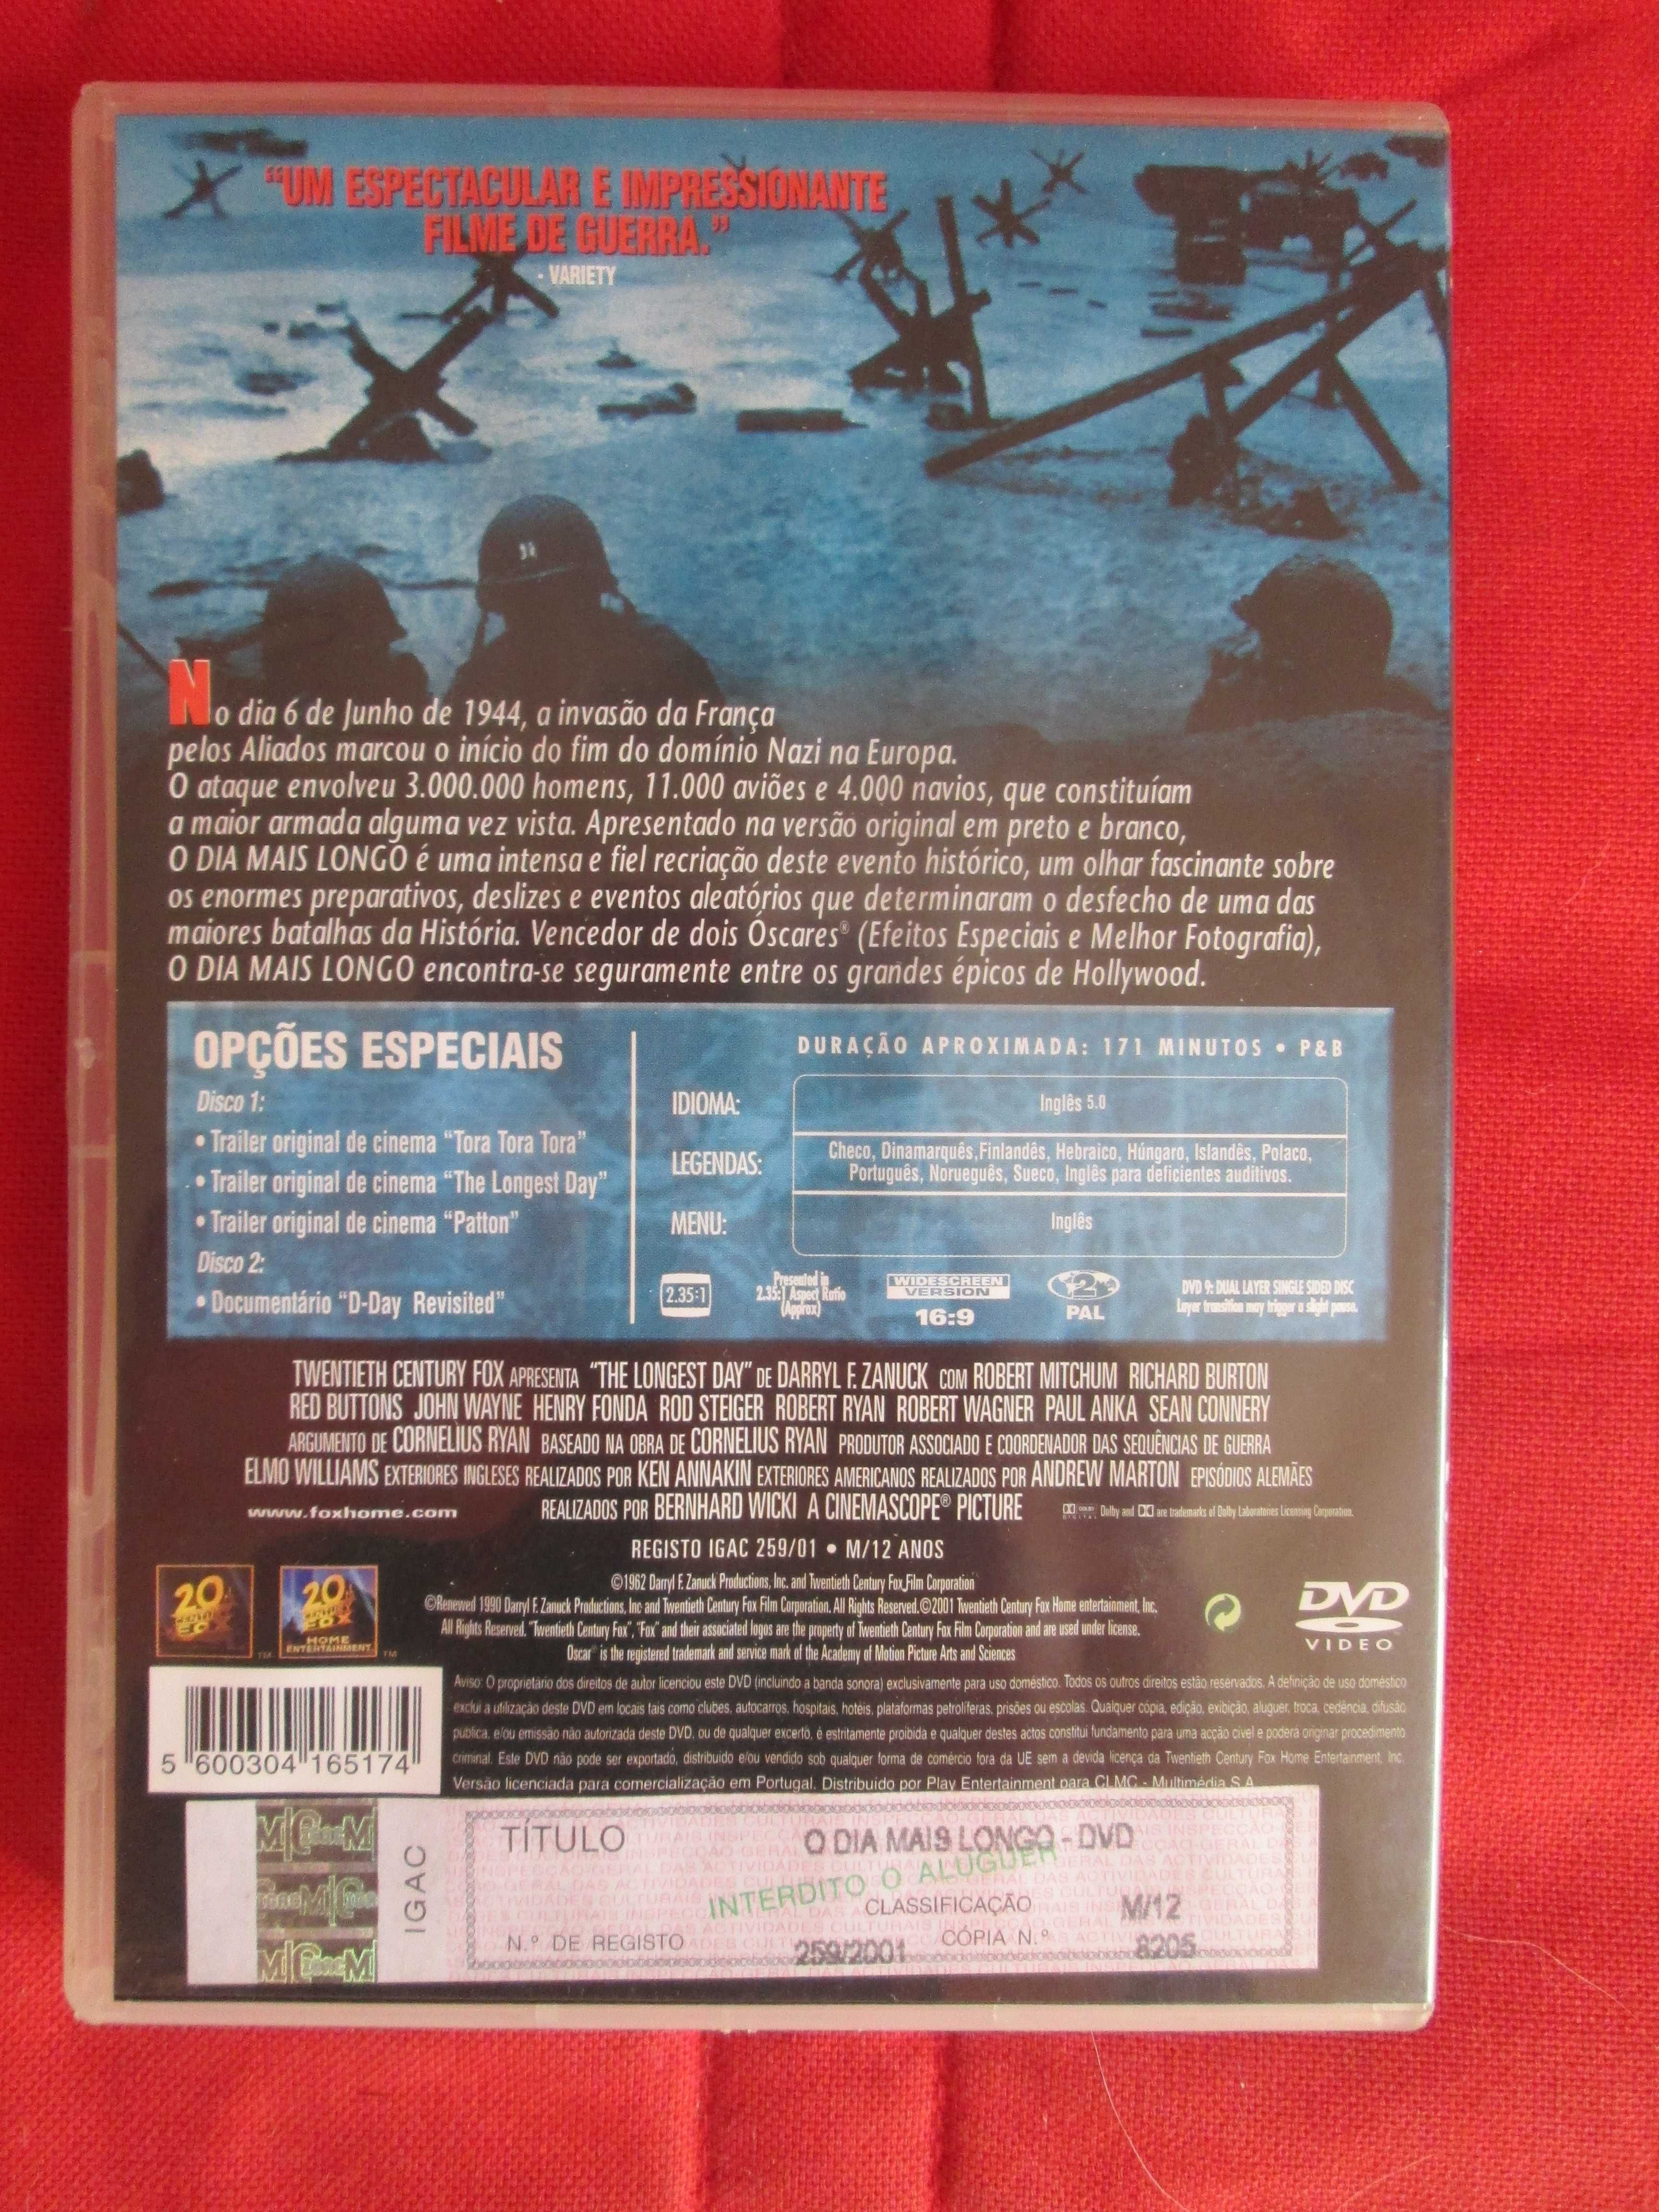 "UM ESPECTACULAR E IMPRESSIONANTE
FILME DE GUERRA."
- VARIETY
No dia 6 de Junho de 1944, a invasão da França
pelos Aliados marcou o início do fim do domínio Nazi na Europa.
O ataque envolveu 3.000.000 homens, 11.000 aviões e 4.000 navios, que constituíam
a maior armada alguma vez vista. Apresentado na versão original em preto e branco,
O DIA MAIS LONGO é uma intensa e fiel recriação deste evento histórico, um olhar fascinante sobre
os enormes preparativos, deslizes e eventos aleatórios que determinaram o desfecho de uma das
maiores batalhas da História. Vencedor de dois Óscares® (Efeitos Especiais e Melhor Fotografia),
O DIA MAIS LONGO encontra-se seguramente entre os grandes épicos de Hollywood.
OPÇÕES ESPECIAIS
Disco 1:
• Trailer original de cinema "Tora Tora Tora"
• Trailer original de cinema "The Longest Day"
• Trailer original de cinema "Patton"
Disco 2:
• Documentário "D-Day Revisited"
DURAÇÃO APROXIMADA: 171 MINUTOS • P&B
IDIOMA: Inglês 5.0
LEGENDAS: Checo, Dinamarquês,Finlandês, Hebraico, Húngaro, Islandês, Polaco,
Português, Norueguês, Sueco, Inglês para deficientes auditivos.
MENU: Inglês
2.35:1
Presented in
2.35:1 Aspect Ratio
(Approx)
WIDESCREEN
VERSION
16:9
2
PAL
DVD 9: DUAL LAYER SINGLE SIDED DISC
Layer transition may trigger a slight pause.
TWENTIETH CENTURY FOX APRESENTA "THE LONGEST DAY" DE DARRYL F. ZANUCK COM ROBERT MITCHUM RICHARD BURTON
RED BUTTONS JOHN WAYNE HENRY FONDA ROD STEIGER ROBERT RYAN ROBERT WAGNER PAUL ANKA SEAN CONNERY
ARGUMENTO DE CORNELIUS RYAN BASEADO NA OBRA DE CORNELIUS RYAN PRODUTOR ASSOCIADO E COORDENADOR DAS SEQUÊNCIAS DE GUERRA
ELMO WILLIAMS EXTERIORES INGLESES REALIZADOS POR KEN ANNAKIN EXTERIORES AMERICANOS REALIZADOS POR ANDREW MARTON EPISÓDIOS ALEMÃES
REALIZADOS POR BERNHARD WICKI A CINEMASCOPE® PICTURE
www.foxhome.com
DOLBY DIGITAL Dolby and are trademarks of Dolby Laboratories Licensing Corporation.
REGISTO IGAC 259/01 • M/12 ANOS
20 CENTURY FOX TM
20 CENTURY FOX HOME ENTERTAINMENT TM
©1962 Darryl F. Zanuck Productions, Inc. and Twentieth Century Fox Film Corporation
©Renewed 1990 Darryl F. Zanuck Productions, Inc and Twentieth Century Fox Film Corporation. All Rights Reserved.©2001 Twentieth Century Fox Home entertainment, Inc.
All Rights Reserved. "Twentieth Century Fox", "Fox" and their associated logos are the property of Twentieth Century Fox Film Corporation and are used under license.
Oscar® is the registered trademark and service mark of the Academy of Motion Picture Arts and Sciences
DVD
VIDEO
Aviso: O proprietário dos direitos de autor licenciou este DVD (incluindo a banda sonora) exclusivamente para uso doméstico. Todos os outros direitos estão reservados. A definição de uso doméstico
exclui a utilização deste DVD em locais tais como clubes, autocarros, hospitais, hotéis, plataformas petrolíferas, prisões ou escolas. Qualquer cópia, edição, exibição, aluguer, troca, cedência, difusão
pública, e/ou emissão não autorizada deste DVD, ou de qualquer excerto, é estritamente proibida e qualquer destes actos constitui fundamento para uma acção cível e poderá originar procedimento
criminal. Este DVD não pode ser exportado, distribuído e/ou vendido sob qualquer forma de comércio fora da UE sem a devida licença da Twentieth Century Fox Home Entertainment, Inc.
Versão licenciada para comercialização em Portugal. Distribuído por Play Entertainment para CLMC - Multimédia S.A.
5 600304 165174
IGAC
TÍTULO O DIA MAIS LONGO - DVD
INTERDITO O ALUGUER
CLASSIFICAÇÃO M/12
N.º DE REGISTO 259/2001 CÓPIA N.º 8205